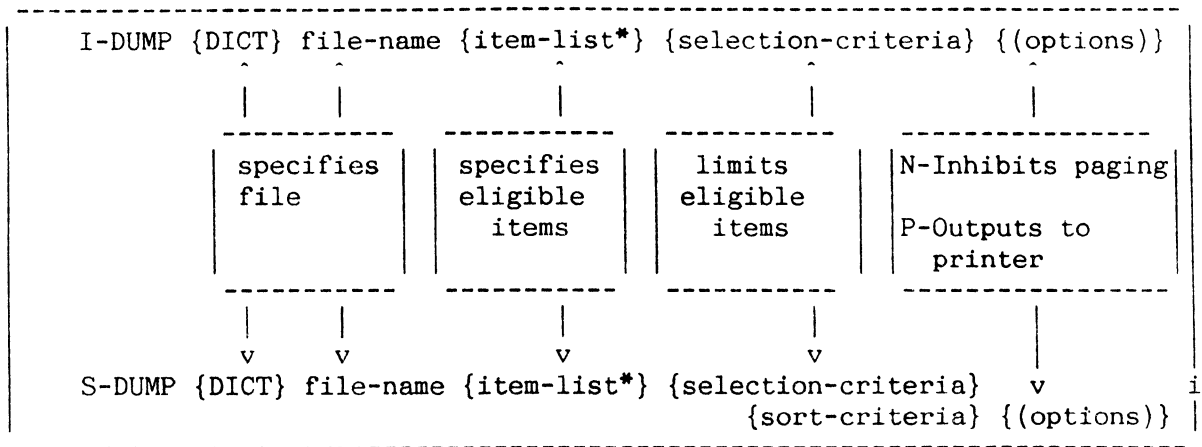 I-DUMP {DICT} file-name {item-list*} {selection-criteria} {(options)}
specifies specifies limits N-Inhibits paging
file eligible eligible
items items P-Outputs to
printer
v v v v
S-DUMP {DICT} file-name {item-list*} {selection-criteria} v i
{sort-criteria} {(options)}